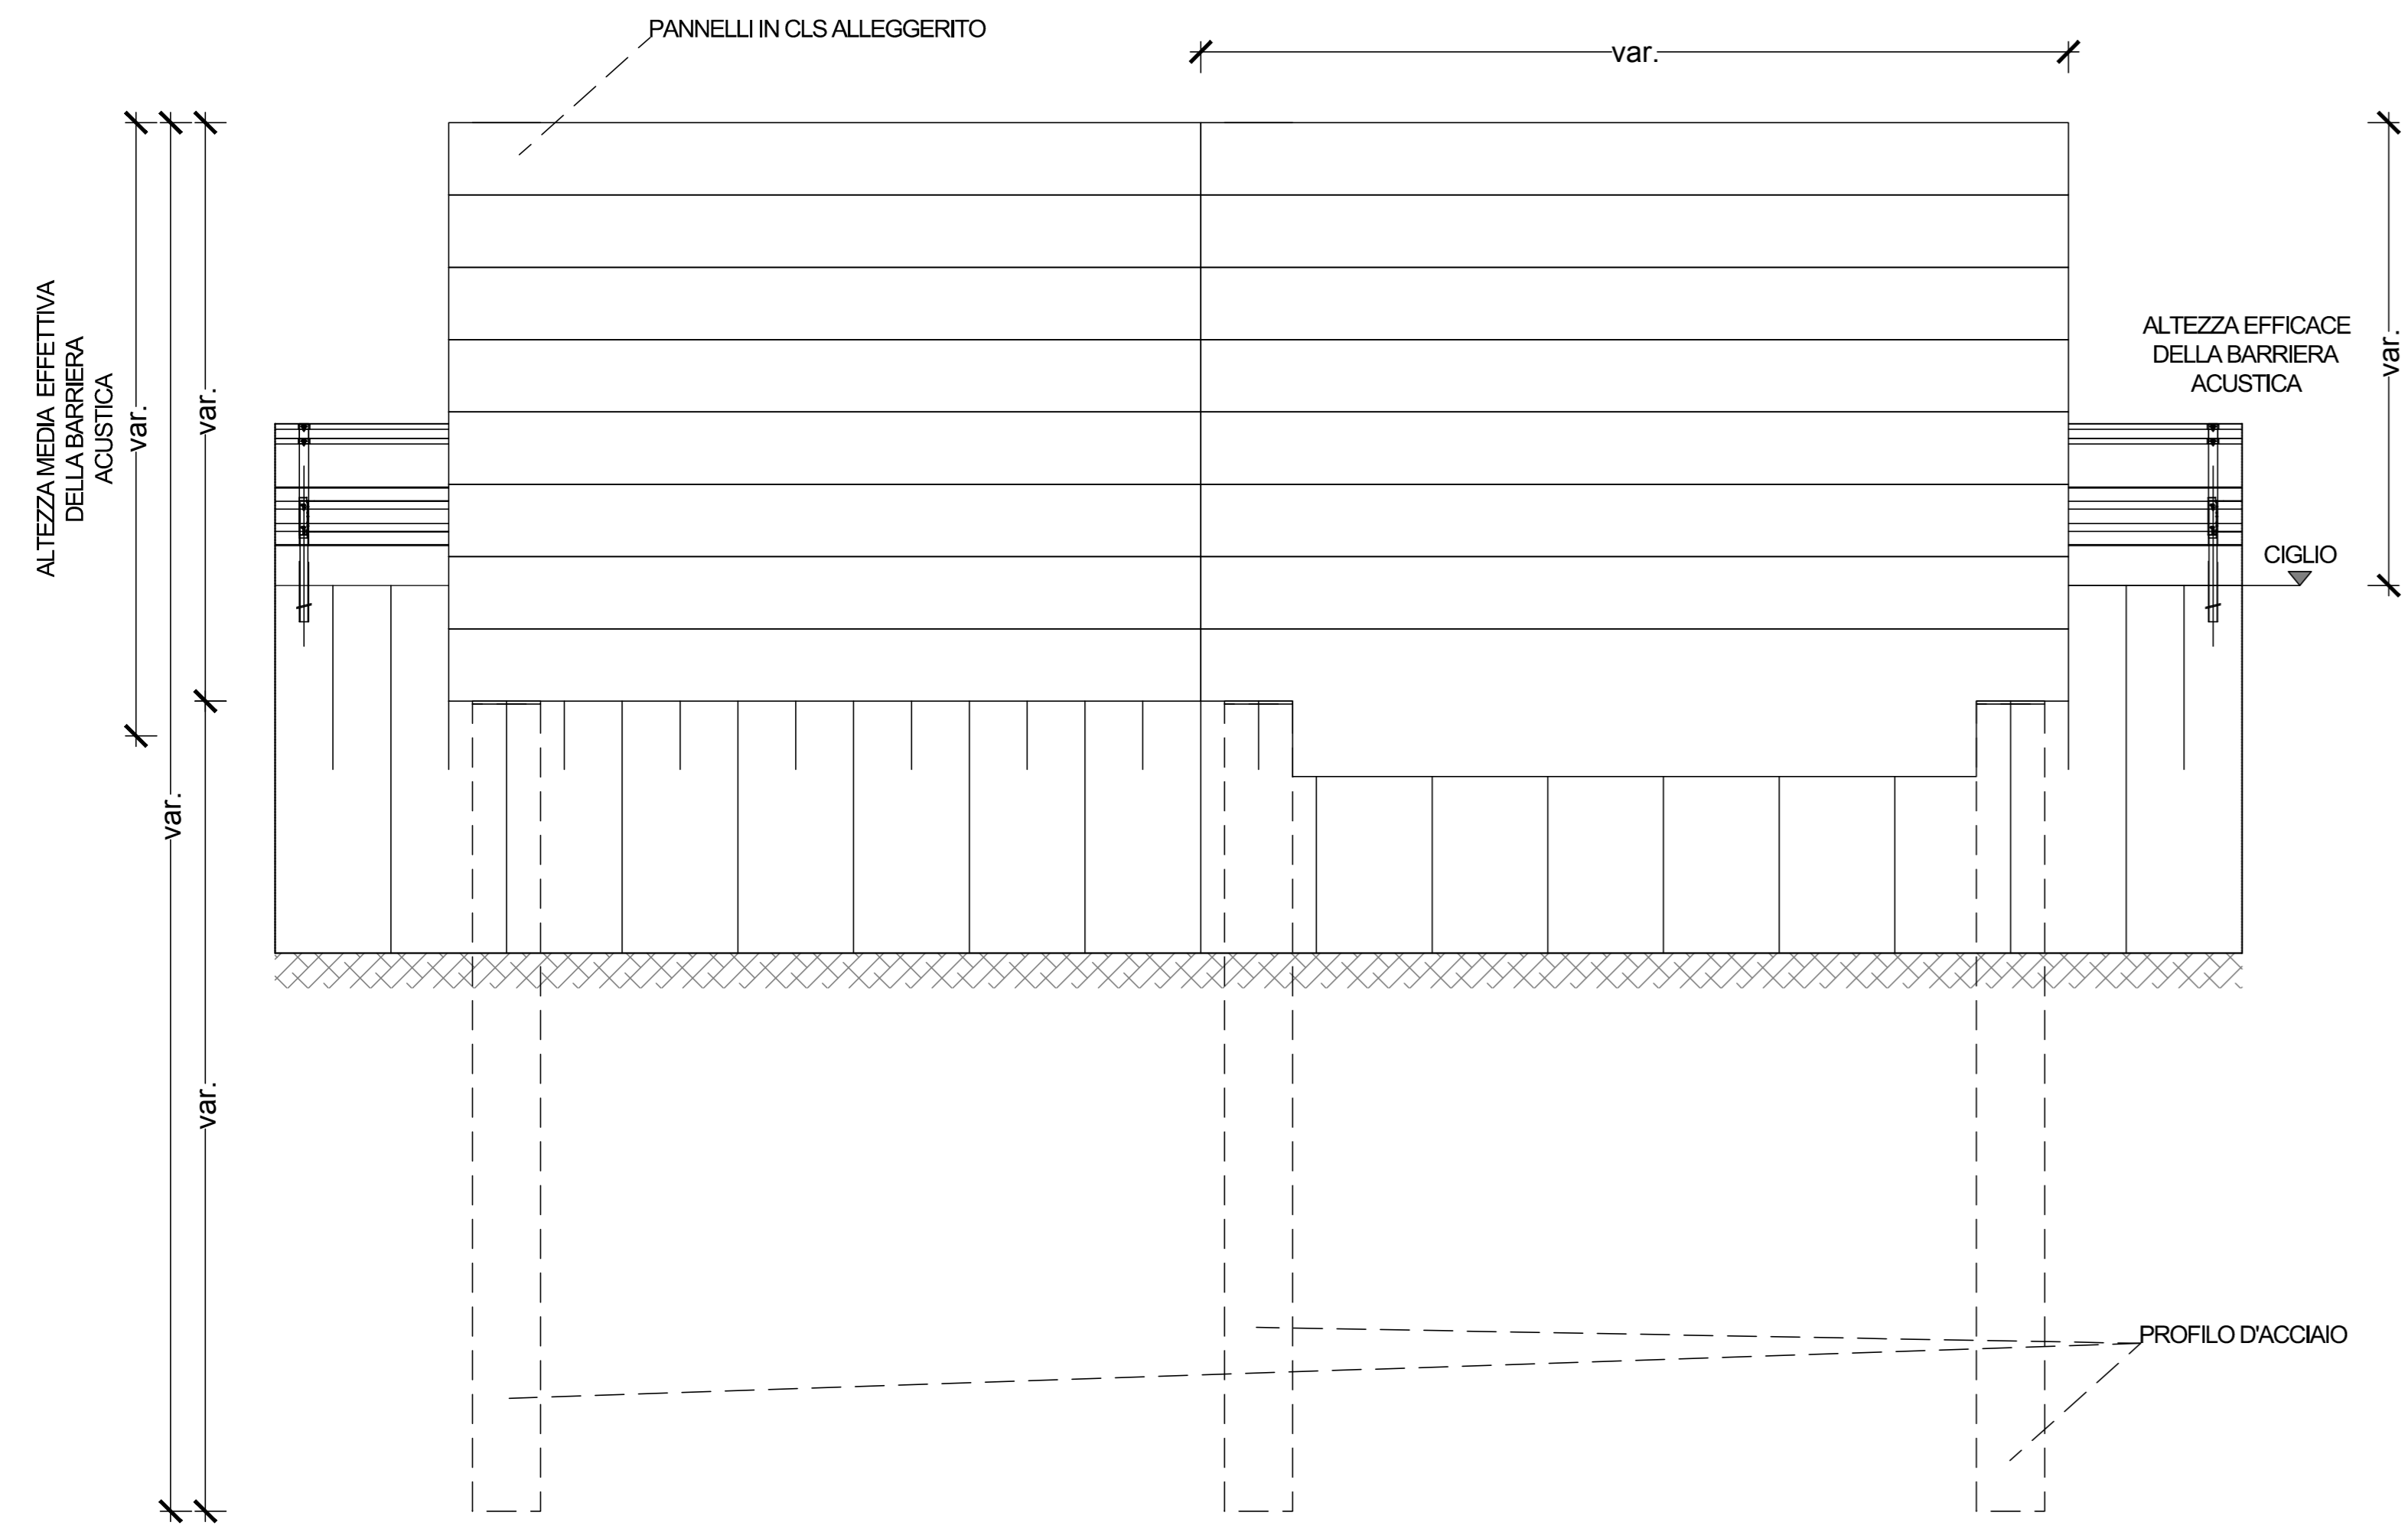 PANNELLI IN CLS ALLEGGERITO
var.
ALTEZZA MEDIA EFFETTIVA
DELLA BARRIERA
ACUSTICA
var.
var.
var.
var.
ALTEZZA EFFICACE
DELLA BARRIERA
ACUSTICA
var.
CIGLIO
PROFILO D'ACCIAIO